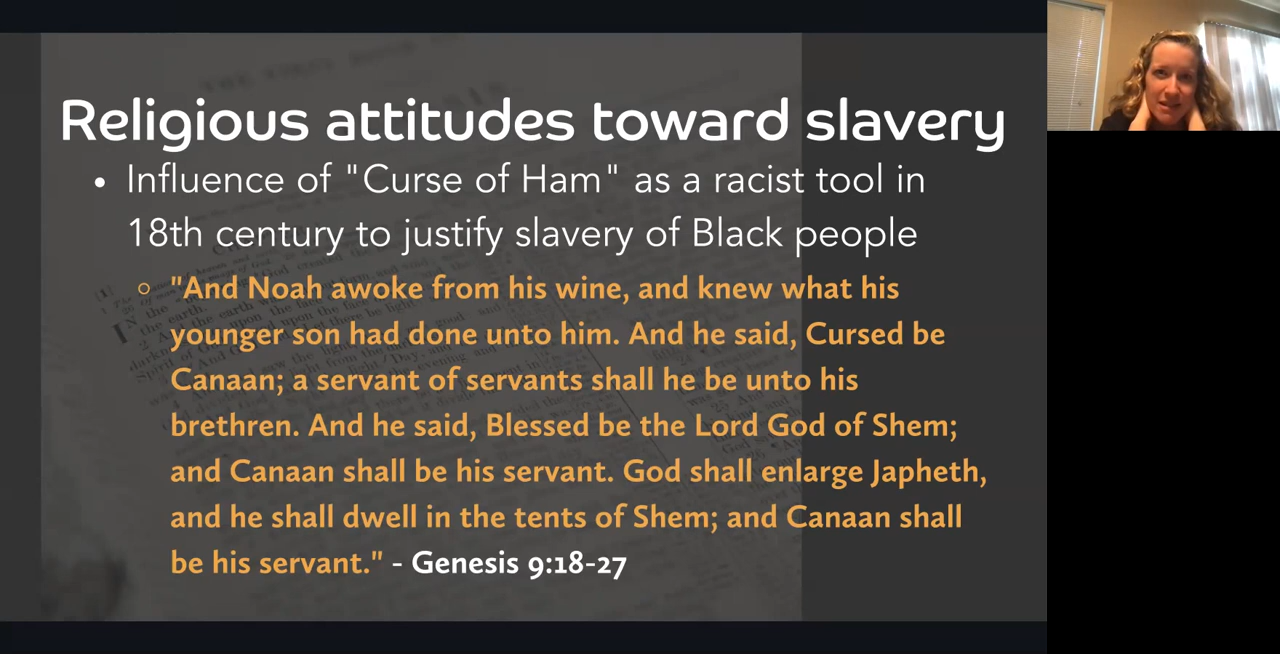 Religious attitudes toward slavery
• Influence of "Curse of Ham" as a racist tool in
18th century to justify slavery of Black people
○ "And Noah awoke from his wine, and knew what his
younger son had done unto him. And he said, Cursed be
Canaan; a servant of servants shall he be unto his
brethren. And he said, Blessed be the Lord God of Shem;
and Canaan shall be his servant. God shall enlarge Japheth,
and he shall dwell in the tents of Shem; and Canaan shall
be his servant." - Genesis 9:18-27